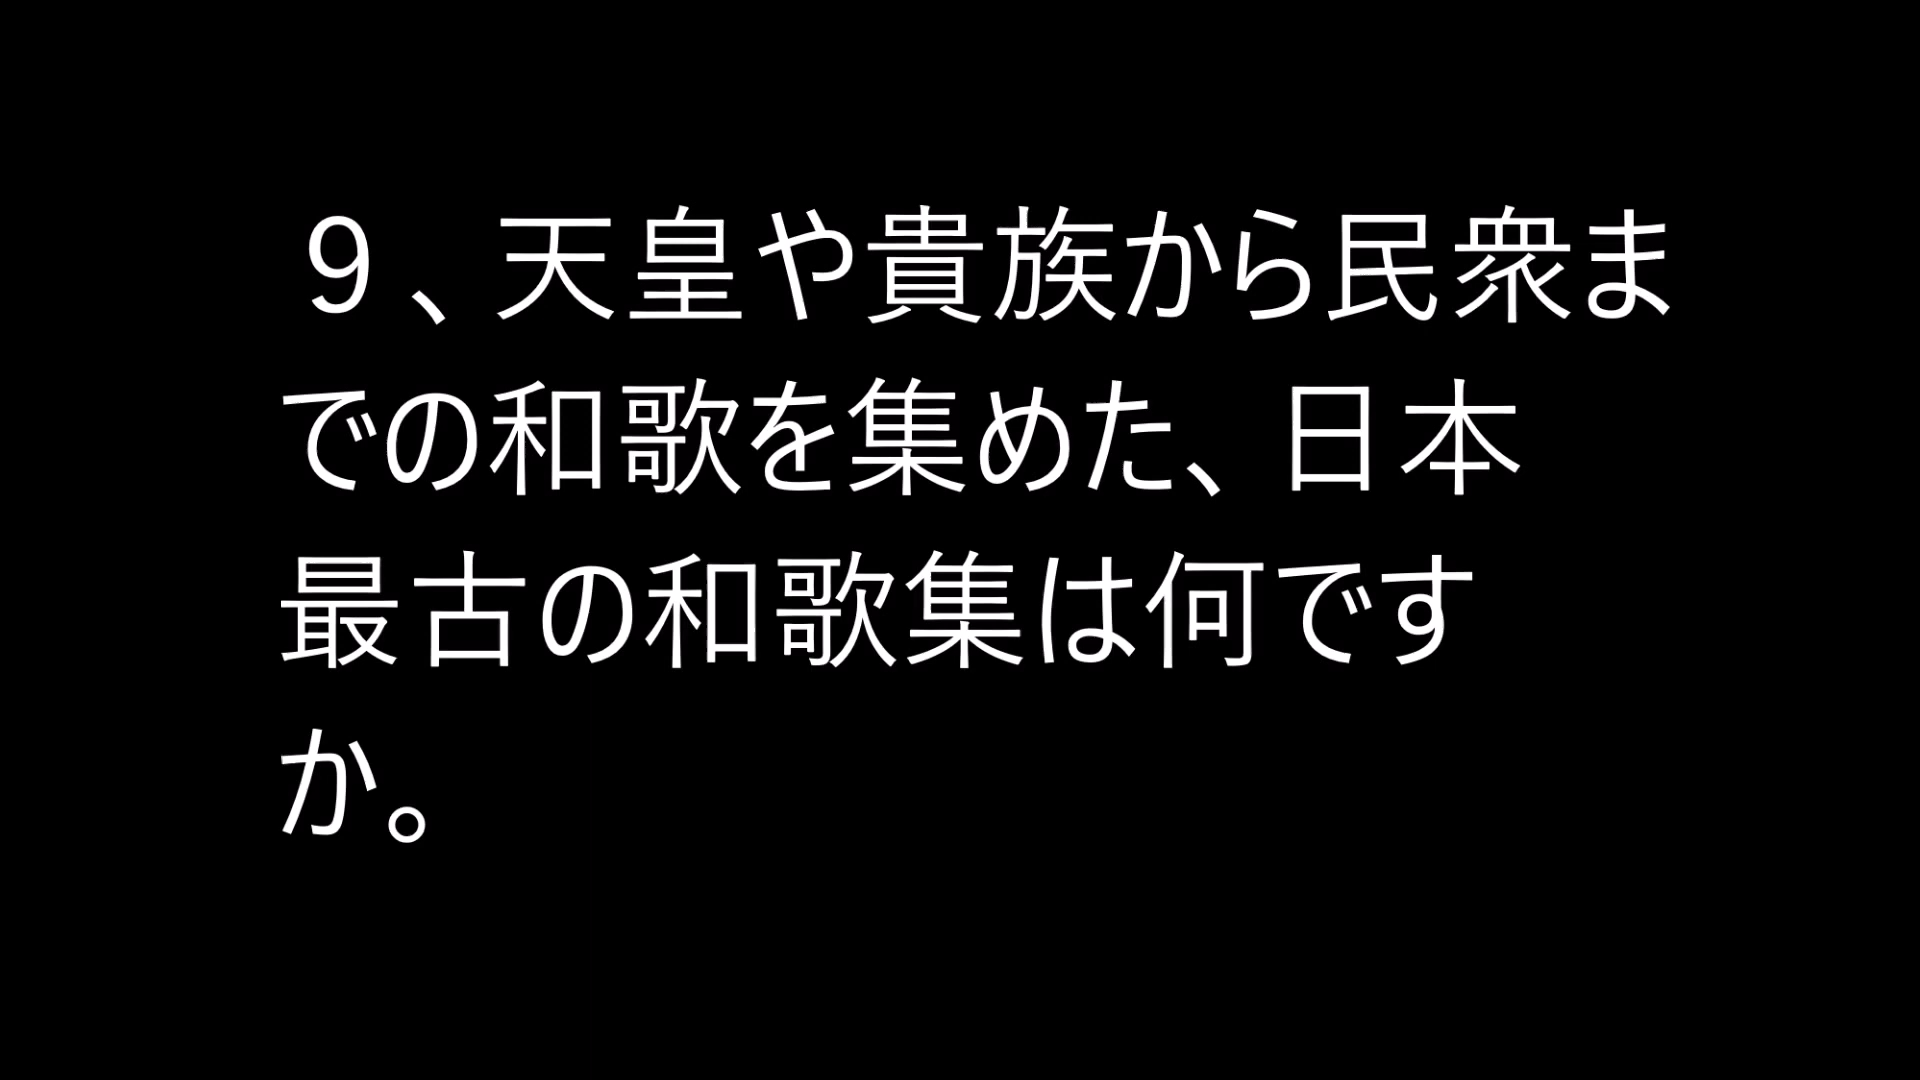 ９、天皇や貴族から民衆ま
での和歌を集めた、日本
最古の和歌集は何です
か。